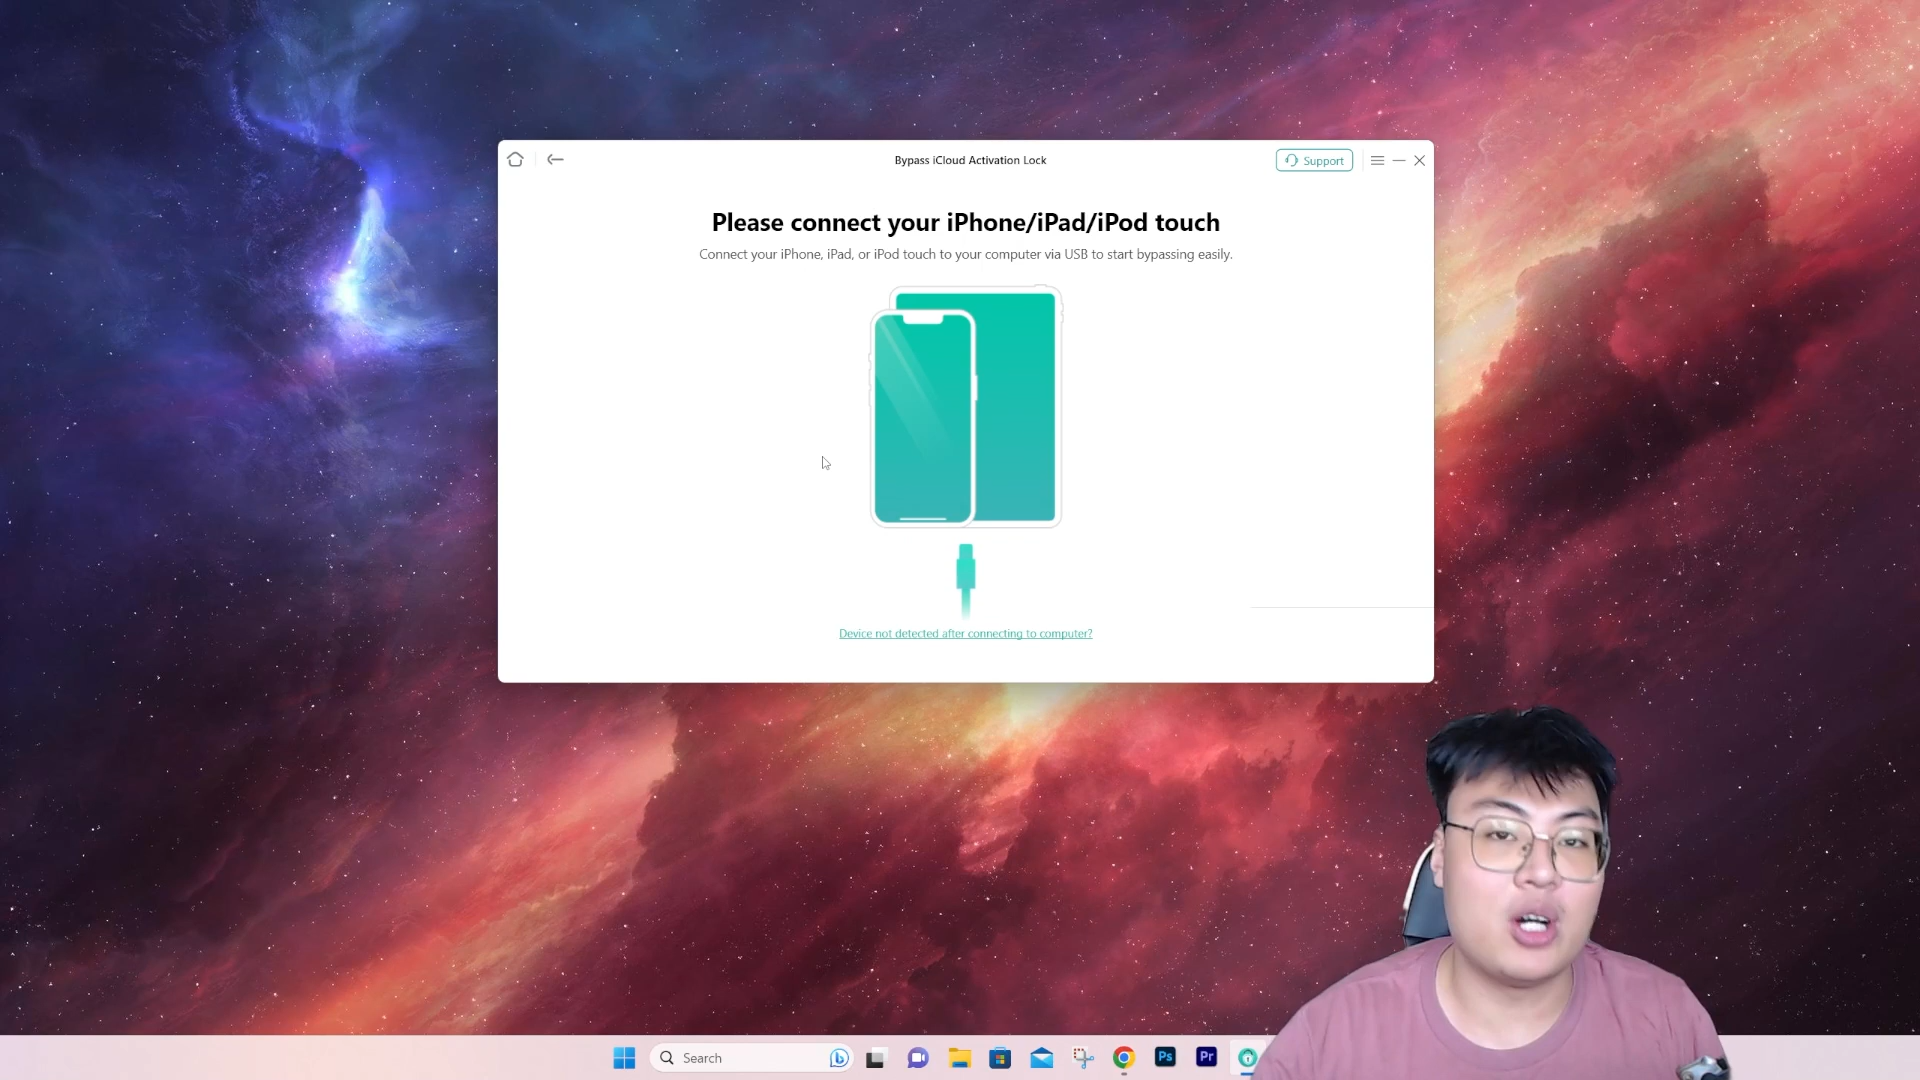 Bypass iCloud Activation Lock
Support
Please connect your iPhone/iPad/iPod touch
Connect your iPhone, iPad, or iPod touch to your computer via USB to start bypassing easily.
Device not detected after connecting to computer?
Search
Ps
Pr